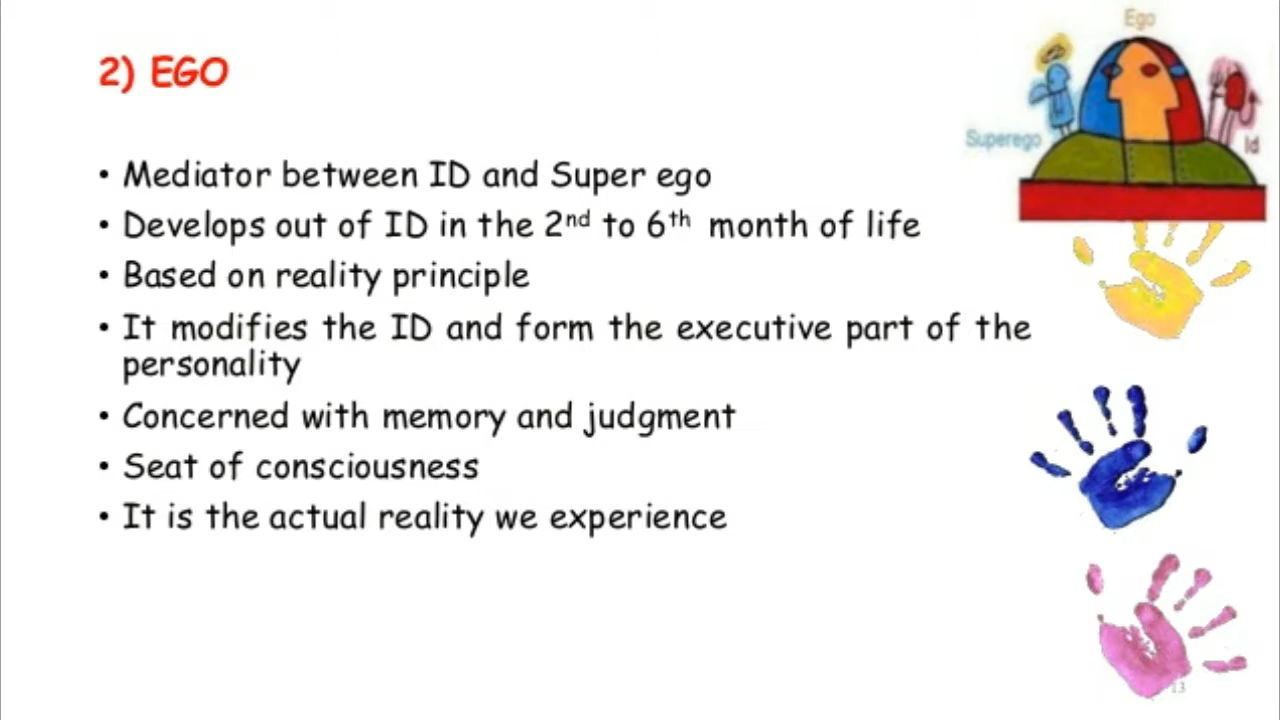 Ego
2) EGO
Superego
Id
• Mediator between ID and Super ego
• Develops out of ID in the 2nd to 6th month of life
• Based on reality principle
• It modifies the ID and form the executive part of the
personality
• Concerned with memory and judgment
• Seat of consciousness
• It is the actual reality we experience
13